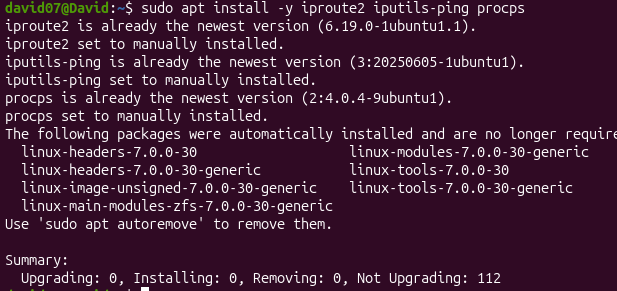 david07@David:~$ sudo apt install -y iproute2 iputils-ping procps
iproute2 is already the newest version (6.19.0-1ubuntu1.1).
iproute2 set to manually installed.
iputils-ping is already the newest version (3:20250605-1ubuntu1).
iputils-ping set to manually installed.
procps is already the newest version (2:4.0.4-9ubuntu1).
procps set to manually installed.
The following packages were automatically installed and are no longer require
linux-headers-7.0.0-30 linux-modules-7.0.0-30-generic
linux-headers-7.0.0-30-generic linux-tools-7.0.0-30
linux-image-unsigned-7.0.0-30-generic linux-tools-7.0.0-30-generic
linux-main-modules-zfs-7.0.0-30-generic
Use 'sudo apt autoremove' to remove them.
Summary:
Upgrading: 0, Installing: 0, Removing: 0, Not Upgrading: 112